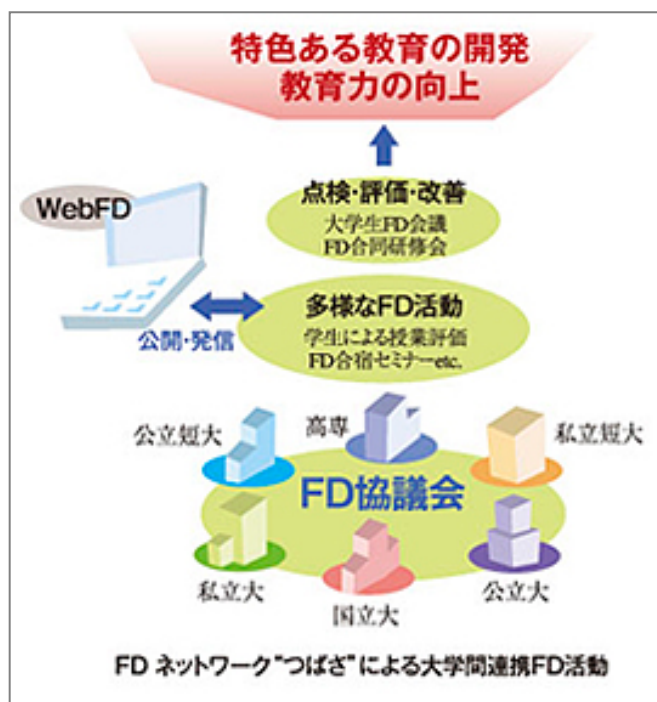 特色ある教育の開発
教育力の向上
点検・評価・改善
大学生FD会議
FD合同研修会
WebFD
多様なFD活動
学生による授業評価
FD合宿セミナーetc.
公開・発信
公立短大
高専
私立短大
FD協議会
私立大
国立大
公立大
FD ネットワーク“つばさ”による大学間連携FD活動